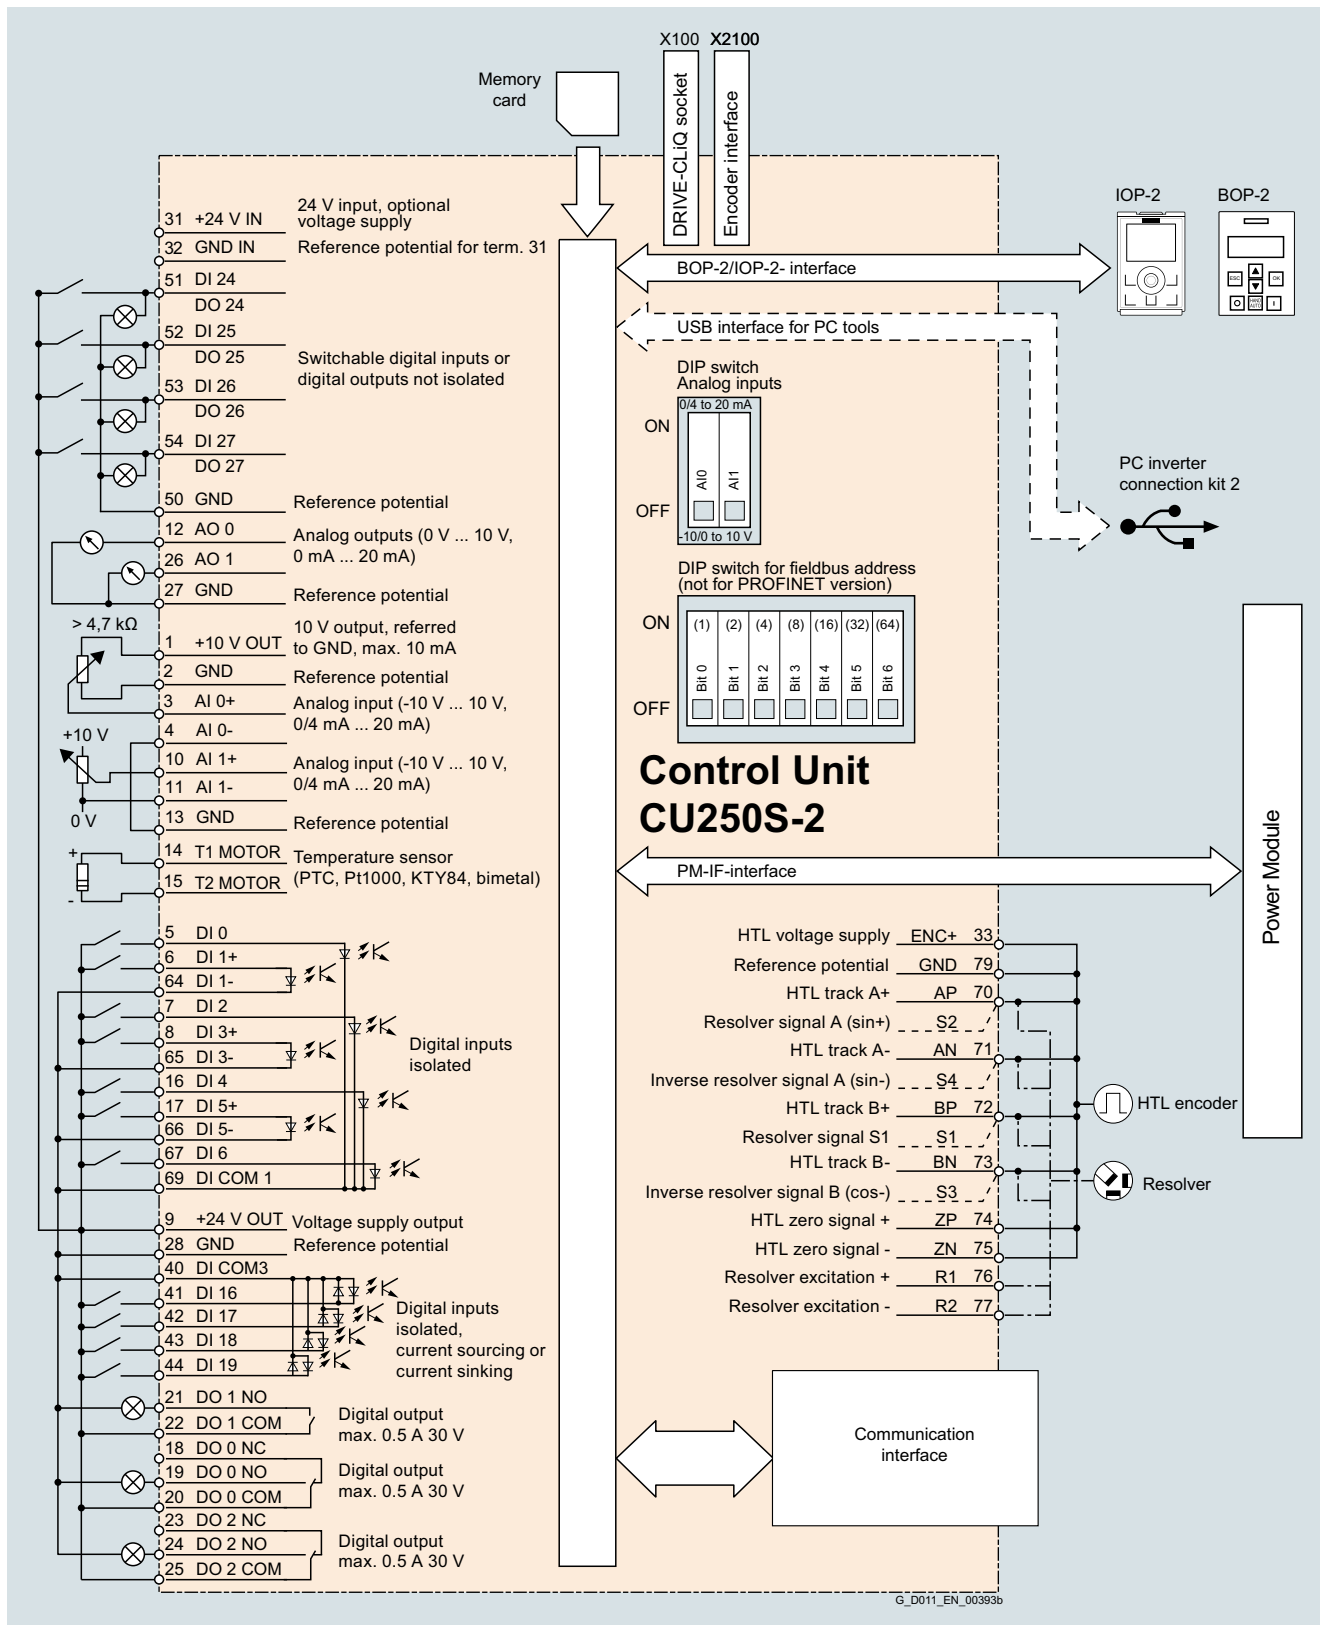 X100 X2100
Memory
card
DRIVE-CLiQ socket
Encoder interface
IOP-2 BOP-2
ESC
OK
HAND
AUTO
31 +24 V IN
24 V input, optional
voltage supply
32 GND IN
Reference potential for term. 31
51 DI 24
DO 24
52 DI 25
DO 25
53 DI 26
DO 26
54 DI 27
DO 27
Switchable digital inputs or
digital outputs not isolated
50 GND
Reference potential
12 AO 0
26 AO 1
Analog outputs (0 V ... 10 V,
0 mA ... 20 mA)
27 GND
Reference potential
> 4,7 kΩ
1 +10 V OUT
10 V output, referred
to GND, max. 10 mA
2 GND
Reference potential
3 AI 0+
4 AI 0-
Analog input (-10 V ... 10 V,
0/4 mA ... 20 mA)
+10 V
0 V
10 AI 1+
11 AI 1-
Analog input (-10 V ... 10 V,
0/4 mA ... 20 mA)
13 GND
Reference potential
+
-
14 T1 MOTOR
15 T2 MOTOR
Temperature sensor
(PTC, Pt1000, KTY84, bimetal)
5 DI 0
6 DI 1+
64 DI 1-
7 DI 2
8 DI 3+
65 DI 3-
16 DI 4
17 DI 5+
66 DI 5-
67 DI 6
69 DI COM 1
Digital inputs
isolated
9 +24 V OUT
Voltage supply output
28 GND
Reference potential
40 DI COM3
41 DI 16
42 DI 17
43 DI 18
44 DI 19
Digital inputs
isolated,
current sourcing or
current sinking
21 DO 1 NO
22 DO 1 COM
Digital output
max. 0.5 A 30 V
18 DO 0 NC
19 DO 0 NO
20 DO 0 COM
Digital output
max. 0.5 A 30 V
23 DO 2 NC
24 DO 2 NO
25 DO 2 COM
Digital output
max. 0.5 A 30 V
BOP-2/IOP-2- interface
USB interface for PC tools
DIP switch
Analog inputs
0/4 to 20 mA
ON
AI0
AI1
OFF
-10/0 to 10 V
PC inverter
connection kit 2
DIP switch for fieldbus address
(not for PROFINET version)
ON
(1) (2) (4) (8) (16) (32) (64)
Bit 0 Bit 1 Bit 2 Bit 3 Bit 4 Bit 5 Bit 6
OFF
Control Unit
CU250S-2
PM-IF-interface
Power Module
HTL voltage supply ENC+ 33
Reference potential GND 79
HTL track A+ AP 70
Resolver signal A (sin+) S2
HTL track A- AN 71
Inverse resolver signal A (sin-) S4
HTL track B+ BP 72
Resolver signal S1 S1
HTL track B- BN 73
Inverse resolver signal B (cos-) S3
HTL zero signal + ZP 74
HTL zero signal - ZN 75
Resolver excitation + R1 76
Resolver excitation - R2 77
HTL encoder
Resolver
Communication
interface
G_D011_EN_00393b